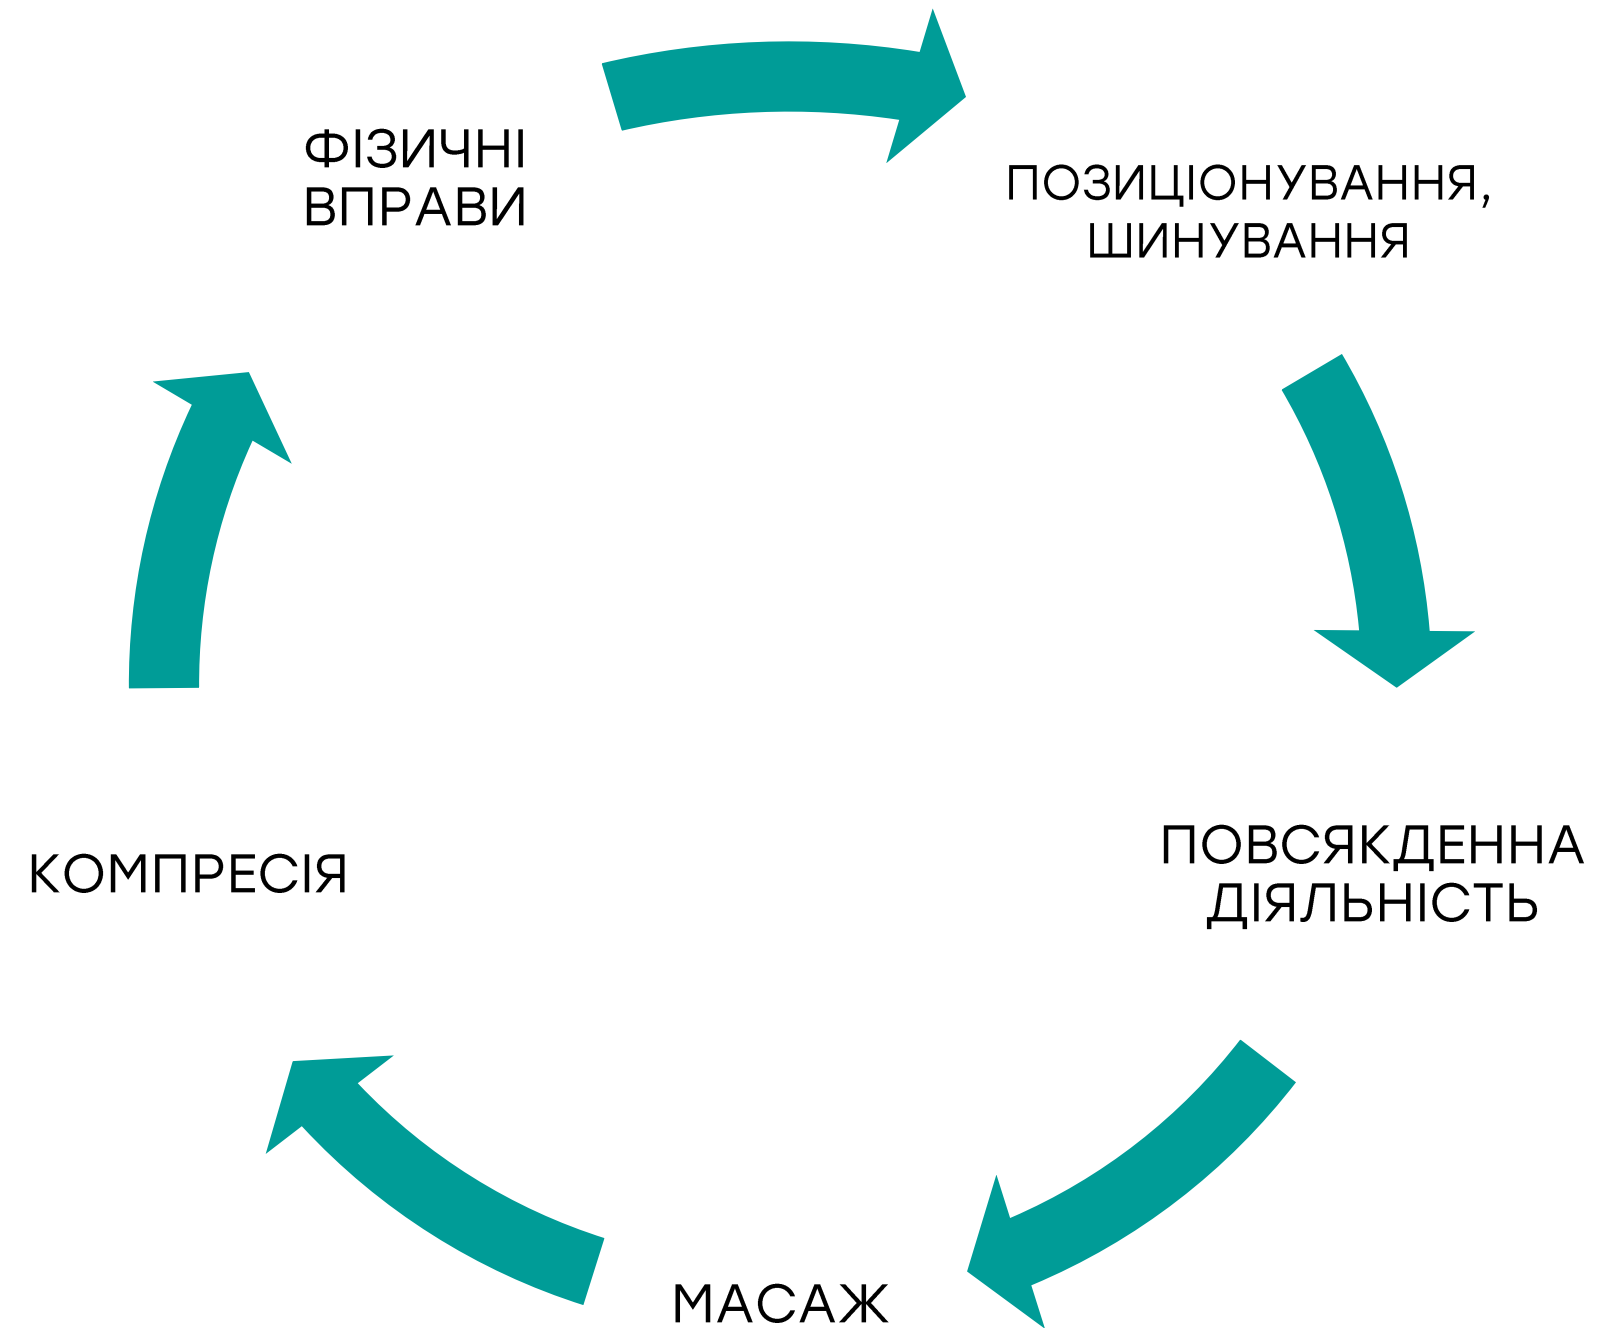 ФІЗИЧНІ
ВПРАВИ
ПОЗИЦІОНУВАННЯ,
ШИНУВАННЯ
ПОВСЯКДЕННА
ДІЯЛЬНІСТЬ
МАСАЖ
КОМПРЕСІЯ